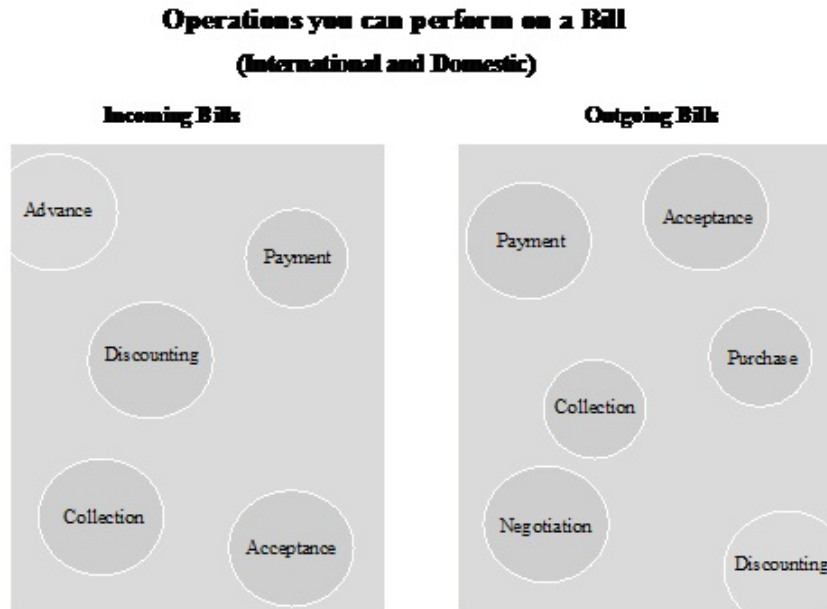 Operations you can perform on a Bill
(International and Domestic)
Incoming Bills
Advance
Payment
Discounting
Collection
Acceptance
Outgoing Bills
Payment
Acceptance
Purchase
Collection
Negotiation
Discounting